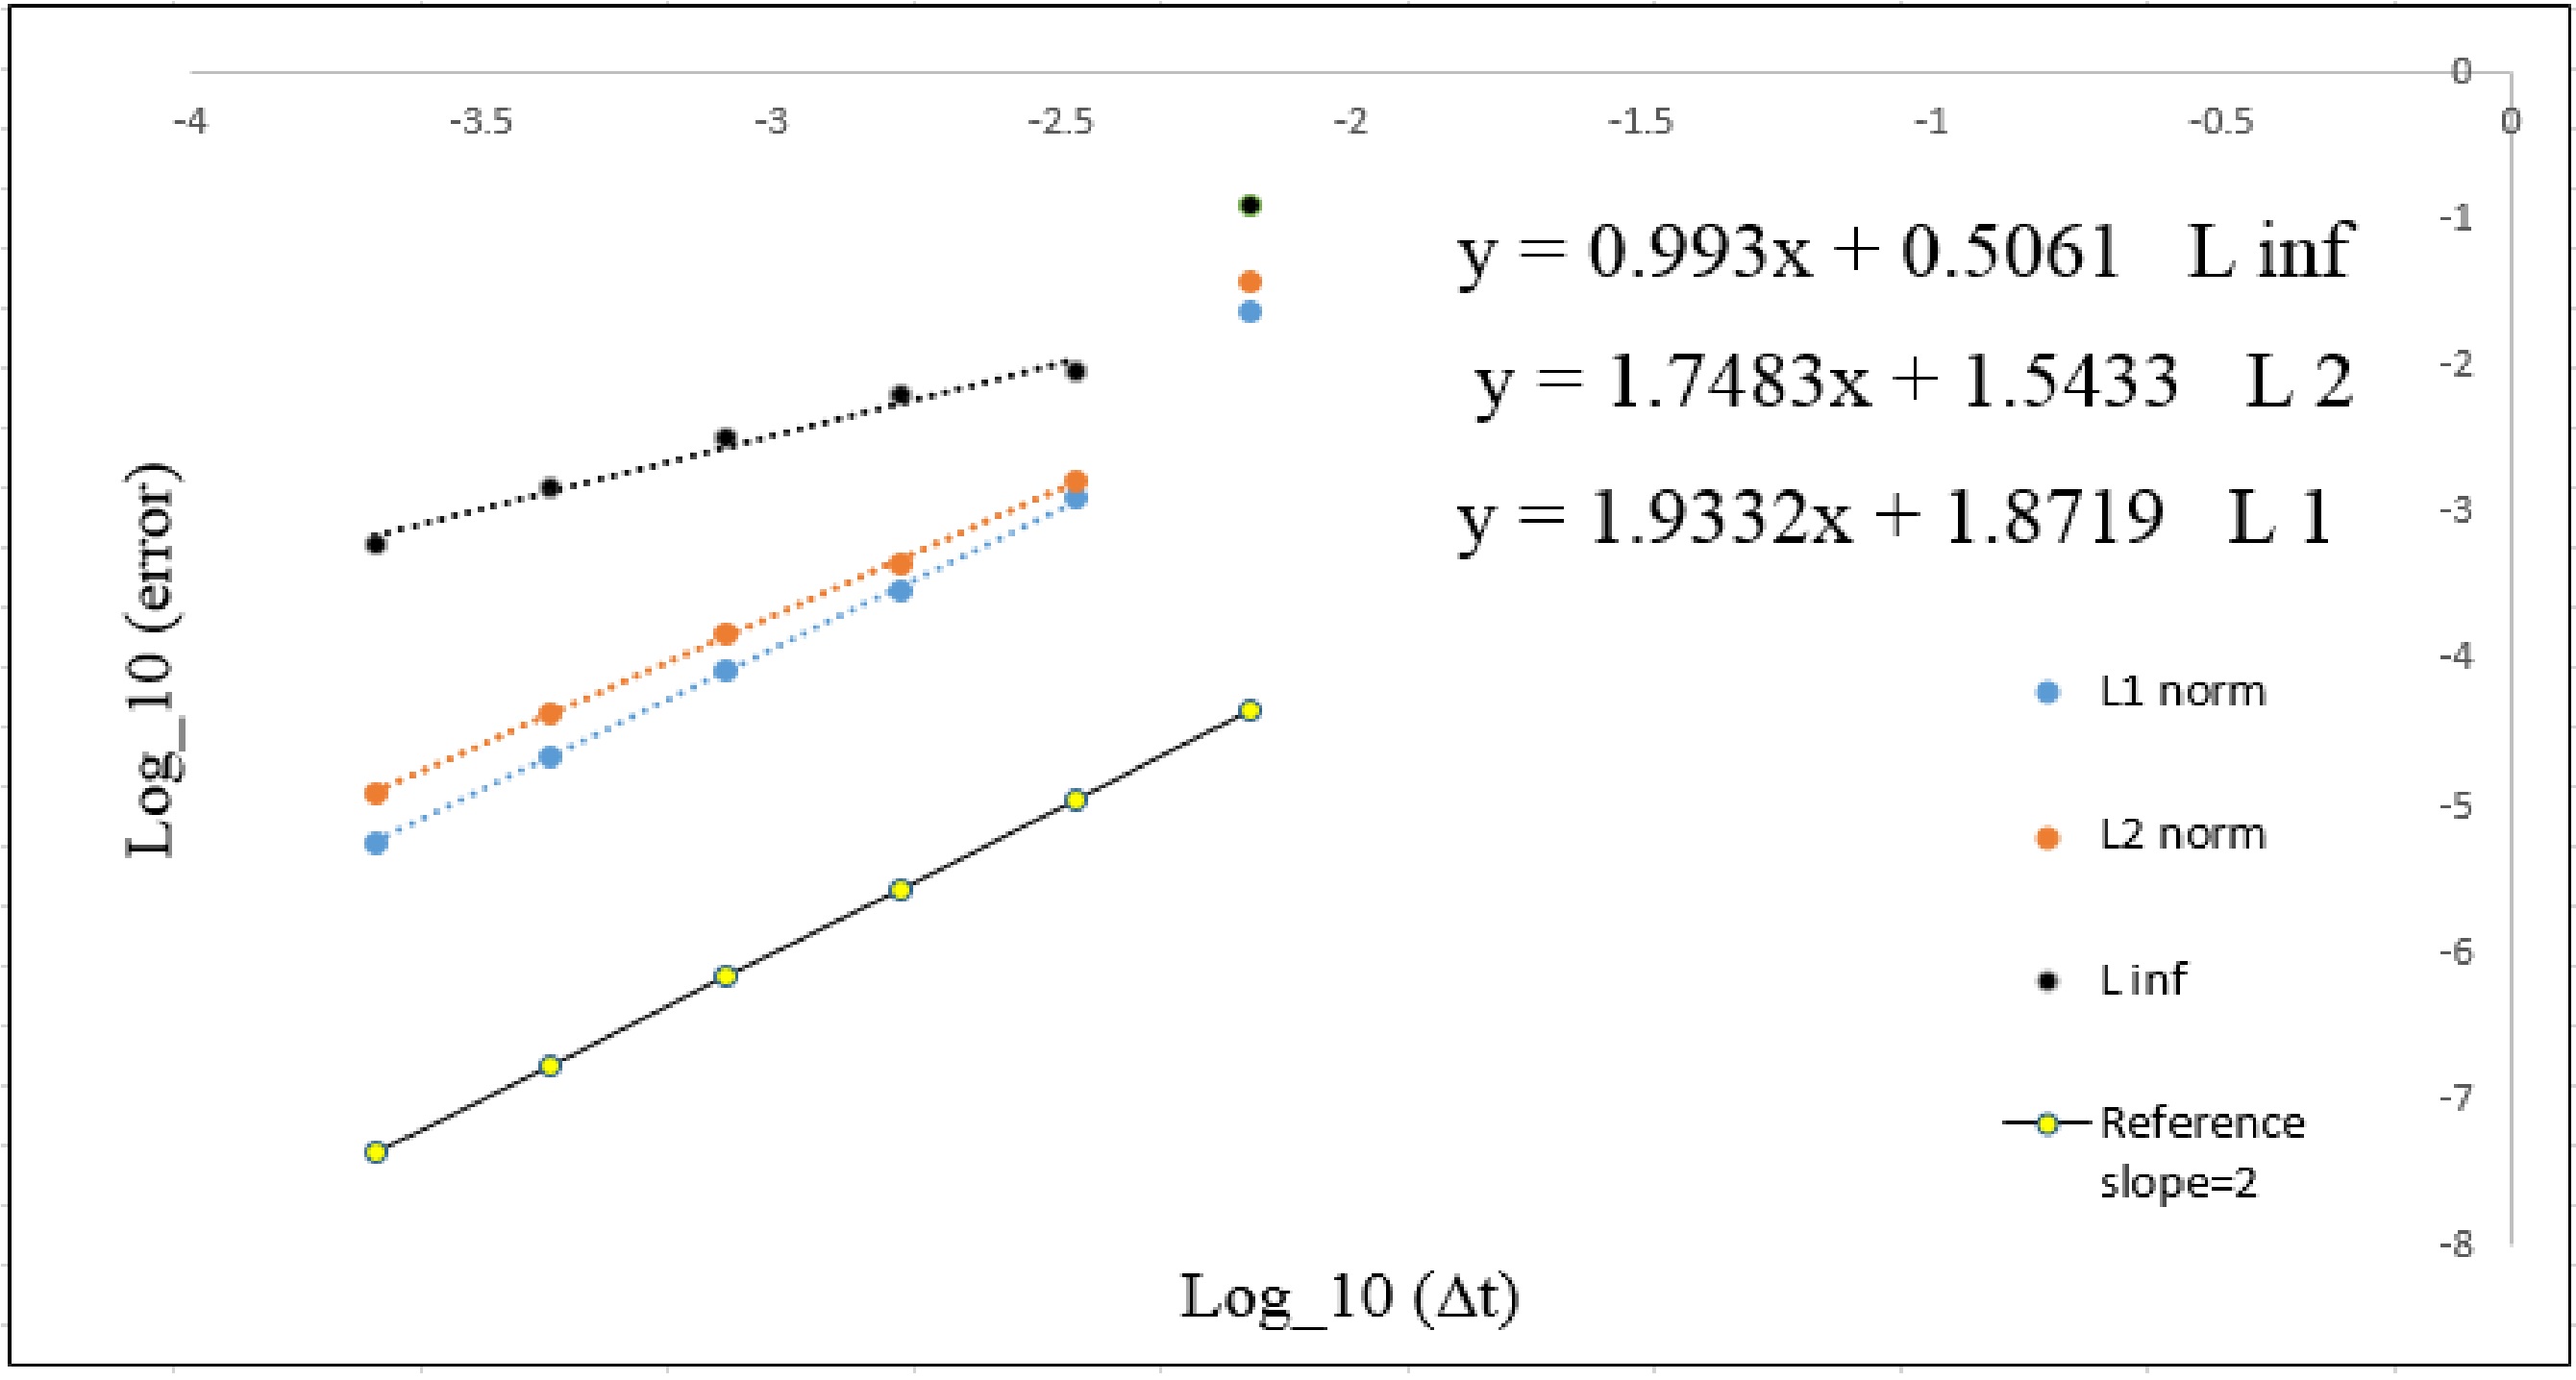 0
-4 -3.5 -3 -2.5 -2 -1.5 -1 -0.5 0
-1
y = 0.993x + 0.5061 L inf
-2
y = 1.7483x + 1.5433 L 2
-3
y = 1.9332x + 1.8719 L 1
Log_10 (error)
-4
L1 norm
-5
L2 norm
-6
L inf
-7
Reference
slope=2
-8
Log_10 (Δt)